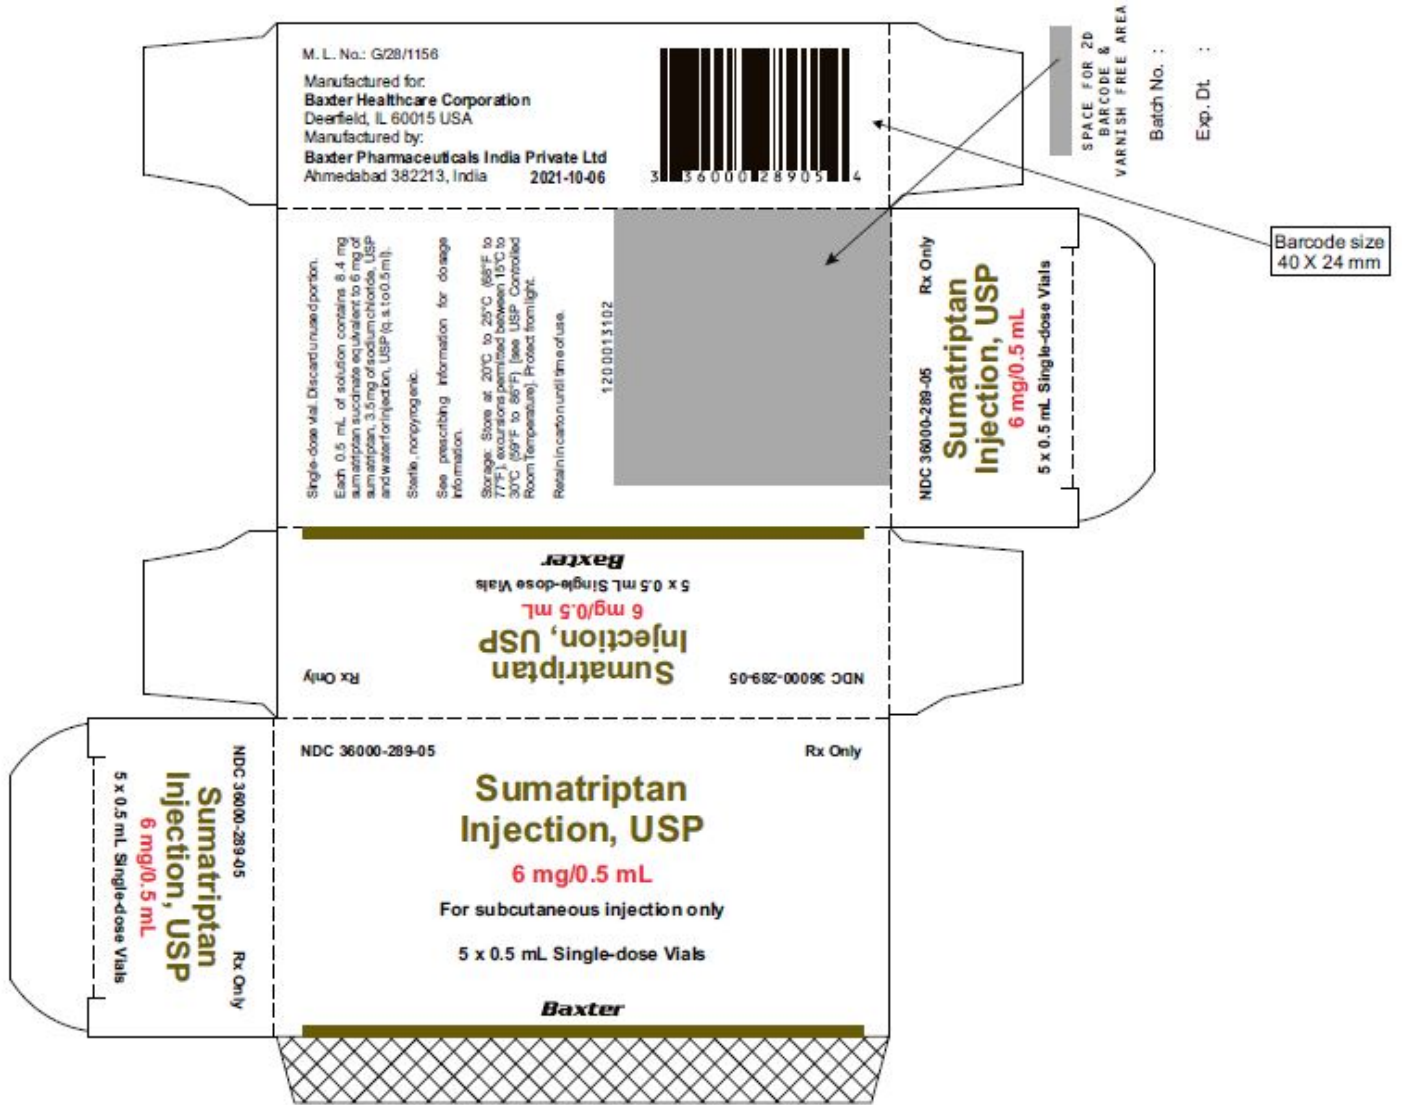 M. L. No.: G/28/1156
Manufactured for:
Baxter Healthcare Corporation
Deerfield, IL 60015 USA
Manufactured by:
Baxter Pharmaceuticals India Private Ltd
Ahmedabad 382213, India 2021-10-06
3 36000 28905 4
SPACE FOR 2D
BARCODE &
VARNISH FREE AREA
Batch No. :
Exp. Dt. :
Barcode size
40 X 24 mm
Single-dose vial. Discard unused portion.
Each 0.5 mL of solution contains 8.4 mg
sumatriptan succinate equivalent to 6 mg of
sumatriptan, 3.5 mg of sodium chloride, USP
and water for injection, USP (q. s. to 0.5 ml).
Sterile, nonpyrogenic.
See prescribing information for dosage
information.
Storage: Store at 20°C to 25°C (68°F to
77°F), excursions permitted between 15°C to
30°C (59°F to 86°F) [see USP Controlled
Room Temperature]. Protect from light.
Retain in carton until time of use.
1200013102
NDC 36000-289-05 Rx Only
Sumatriptan
Injection, USP
6 mg/0.5 mL
5 x 0.5 mL Single-dose Vials
NDC 36000-289-05 Rx Only
Sumatriptan
Injection, USP
6 mg/0.5 mL
5 x 0.5 mL Single-dose Vials
Baxter
NDC 36000-289-05 Rx Only
Sumatriptan
Injection, USP
6 mg/0.5 mL
5 x 0.5 mL Single-dose Vials
NDC 36000-289-05 Rx Only
Sumatriptan
Injection, USP
6 mg/0.5 mL
For subcutaneous injection only
5 x 0.5 mL Single-dose Vials
Baxter